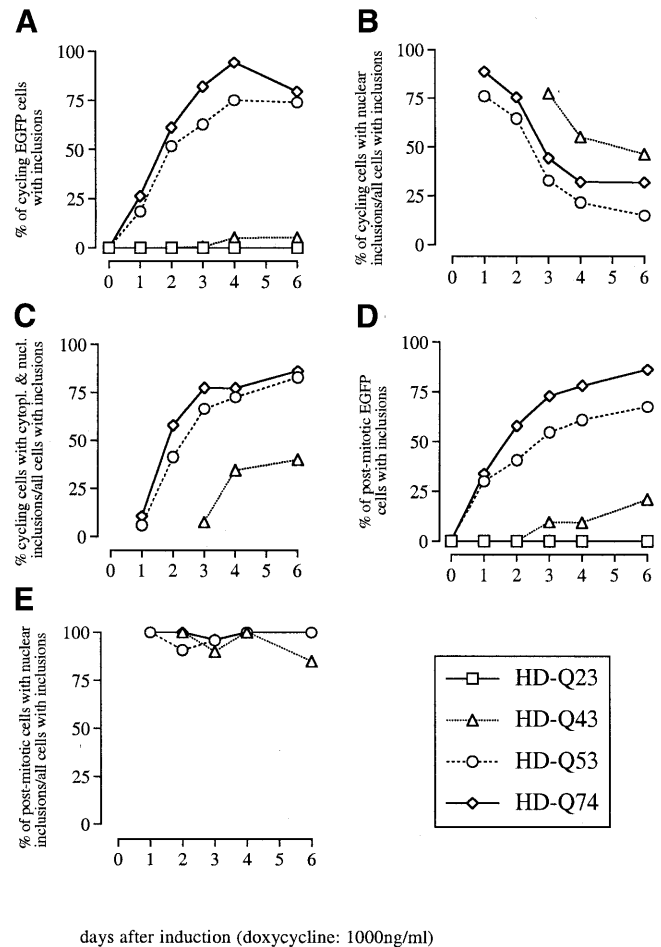 A
% of cycling EGFP cells
with inclusions
100
75
50
25
0
0 1 2 3 4 5 6
B
% of cycling cells with nuclear
inclusions/all cells with inclusions
100
75
50
25
0
0 1 2 3 4 5 6
C
% cycling cells with cytopl. & nucl.
inclusions/all cells with inclusions
100
75
50
25
0
0 1 2 3 4 5 6
D
% of post-mitotic EGFP
cells with inclusions
100
75
50
25
0
0 1 2 3 4 5 6
E
% of post-mitotic cells with nuclear
inclusions/all cells with inclusions
100
75
50
25
0
0 1 2 3 4 5 6
HD-Q23
HD-Q43
HD-Q53
HD-Q74
days after induction (doxycycline: 1000ng/ml)